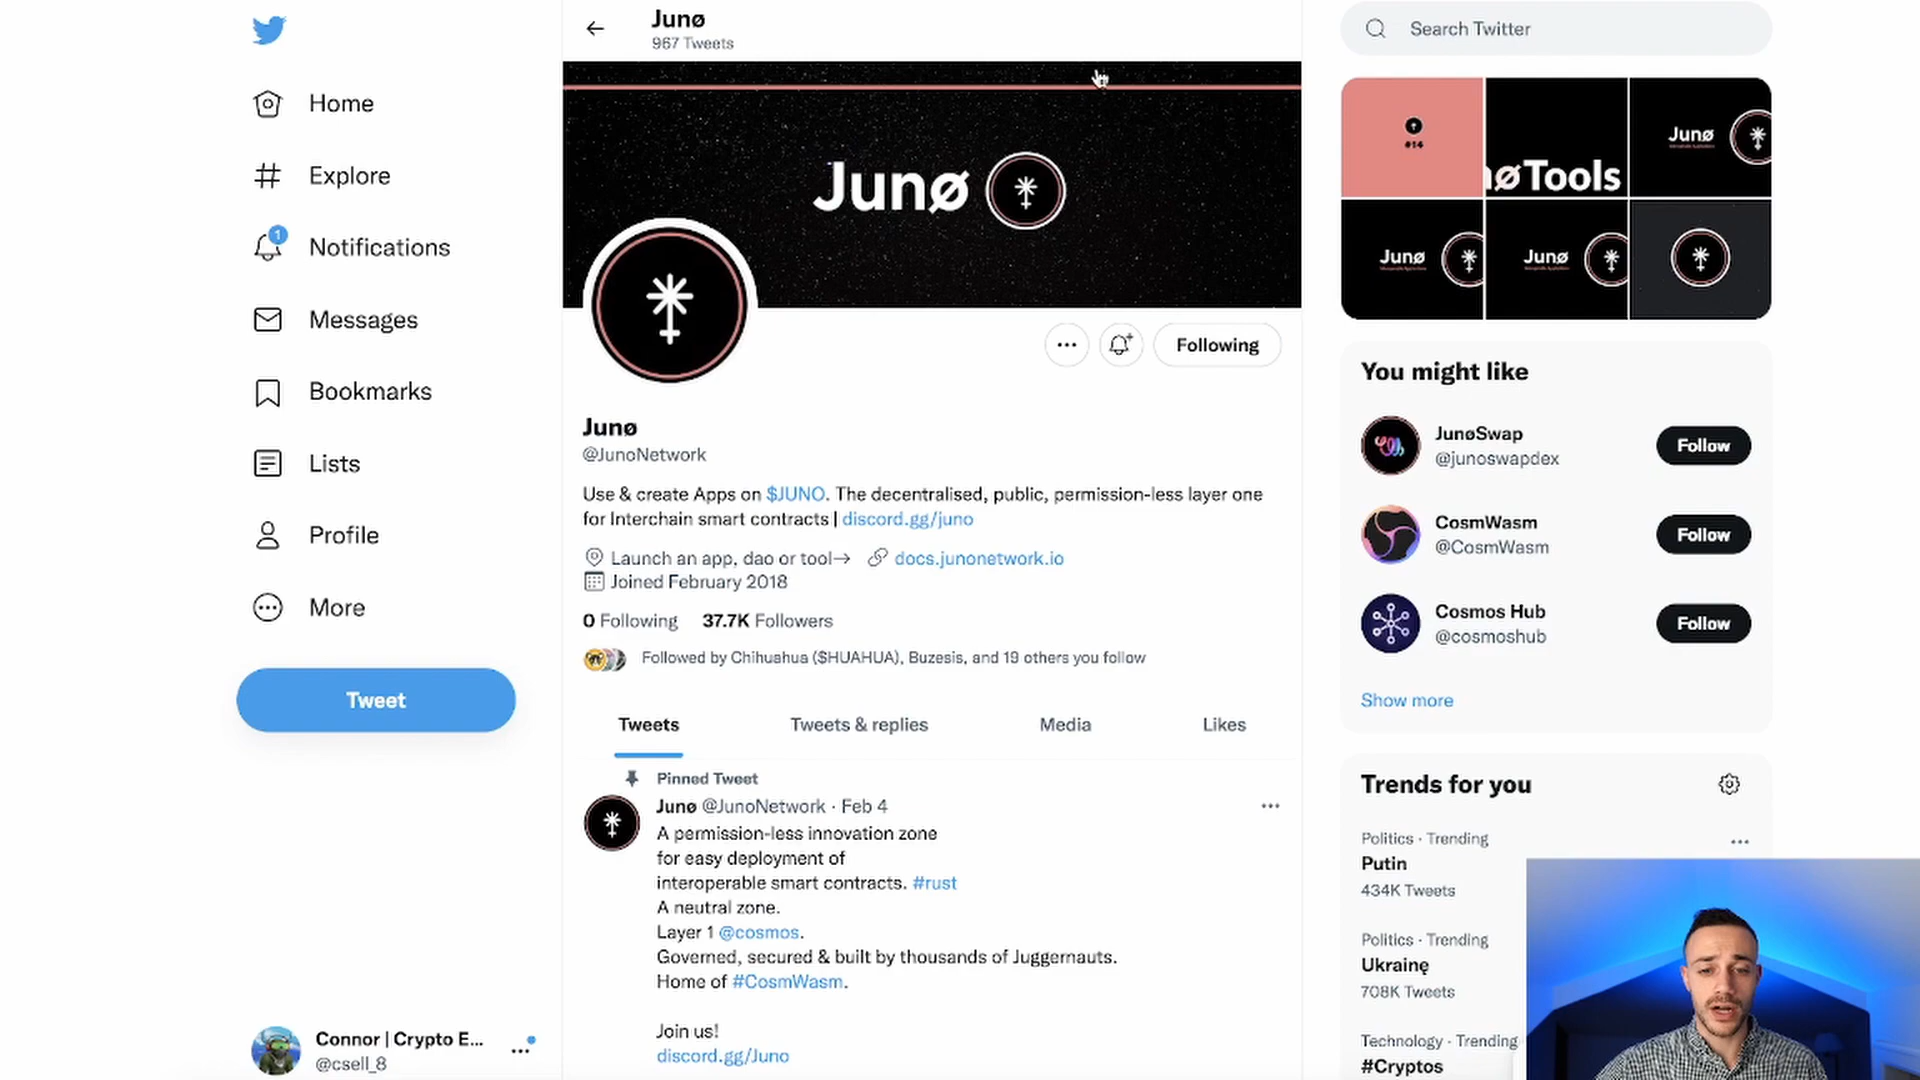 Home
Explore
1
Notifications
Messages
Bookmarks
Lists
Profile
More
Tweet
Connor | Crypto E...
@csell_8
Junø
967 Tweets
Junø
Following
Junø
@JunoNetwork
Use & create Apps on $JUNO. The decentralised, public, permission-less layer one
for Interchain smart contracts | discord.gg/juno
Launch an app, dao or tool→ docs.junonetwork.io
Joined February 2018
0 Following 37.7K Followers
Followed by Chihuahua ($HUAHUA), Buzesis, and 19 others you follow
Tweets Tweets & replies Media Likes
Pinned Tweet
Junø @JunoNetwork · Feb 4
A permission-less innovation zone
for easy deployment of
interoperable smart contracts. #rust
A neutral zone.
Layer 1 @cosmos.
Governed, secured & built by thousands of Juggernauts.
Home of #CosmWasm.
Join us!
discord.gg/Juno
Search Twitter
#14
øTools
Junø
Junø
Junø
You might like
JunøSwap
@junoswapdex
Follow
CosmWasm
@CosmWasm
Follow
Cosmos Hub
@cosmoshub
Follow
Show more
Trends for you
Politics · Trending
Putin
434K Tweets
Politics · Trending
Ukraine
708K Tweets
Technology · Trending
#Cryptos